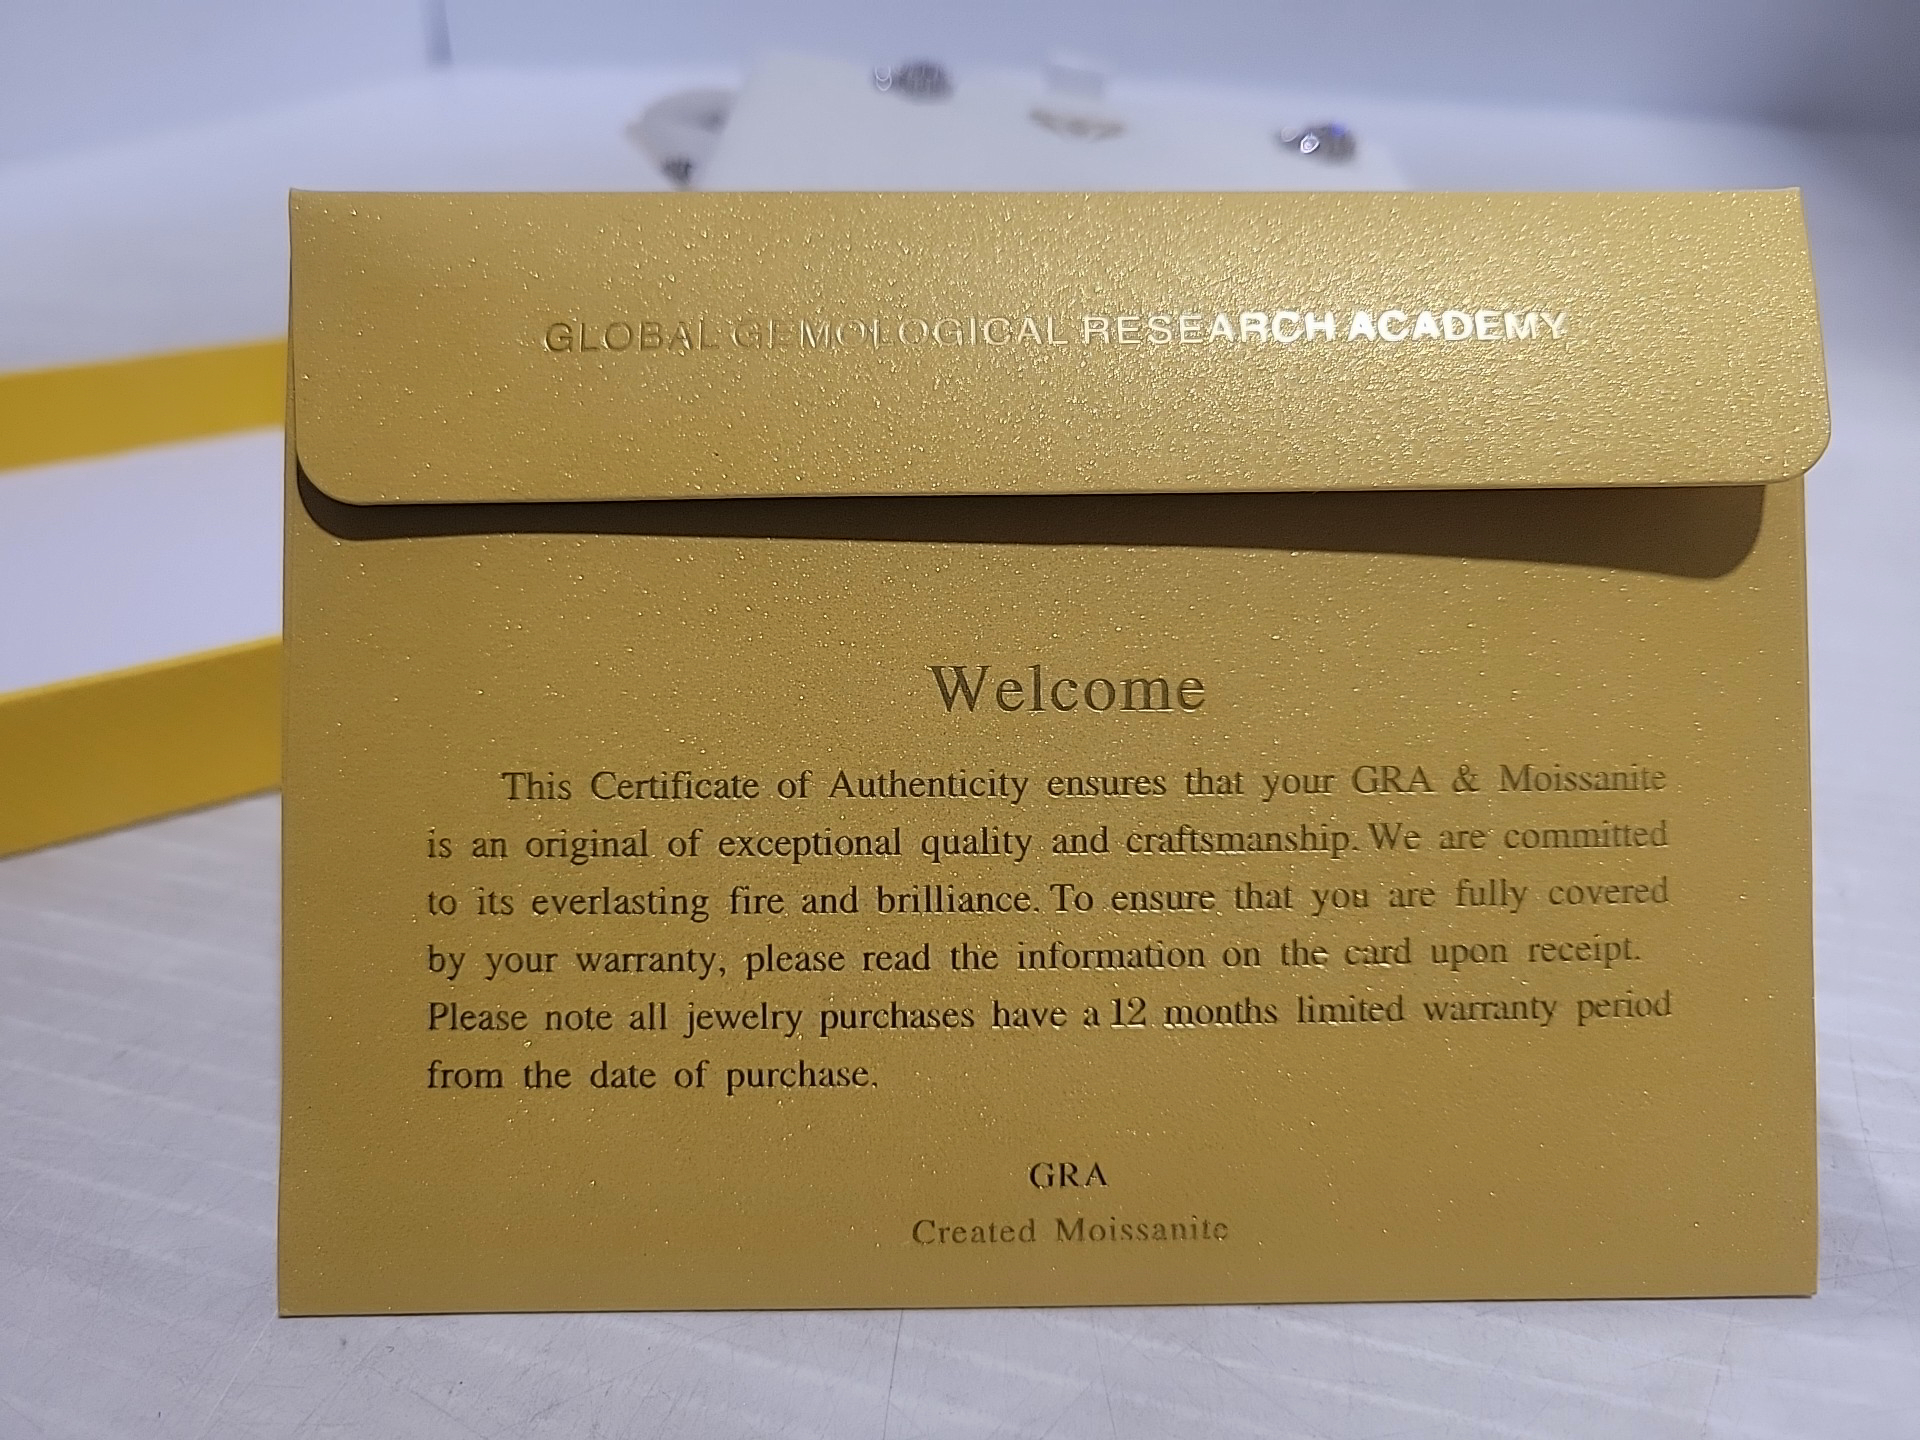 GLOBAL GEMOLOGICAL RESEARCH ACADEMY
Welcome
This Certificate of Authenticity ensures that your GRA & Moissanite
is an original of exceptional quality and craftsmanship. We are committed
to its everlasting fire and brilliance. To ensure that you are fully covered
by your warranty, please read the information on the card upon receipt.
Please note all jewelry purchases have a 12 months limited warranty period
from the date of purchase.
GRA
Created Moissanite